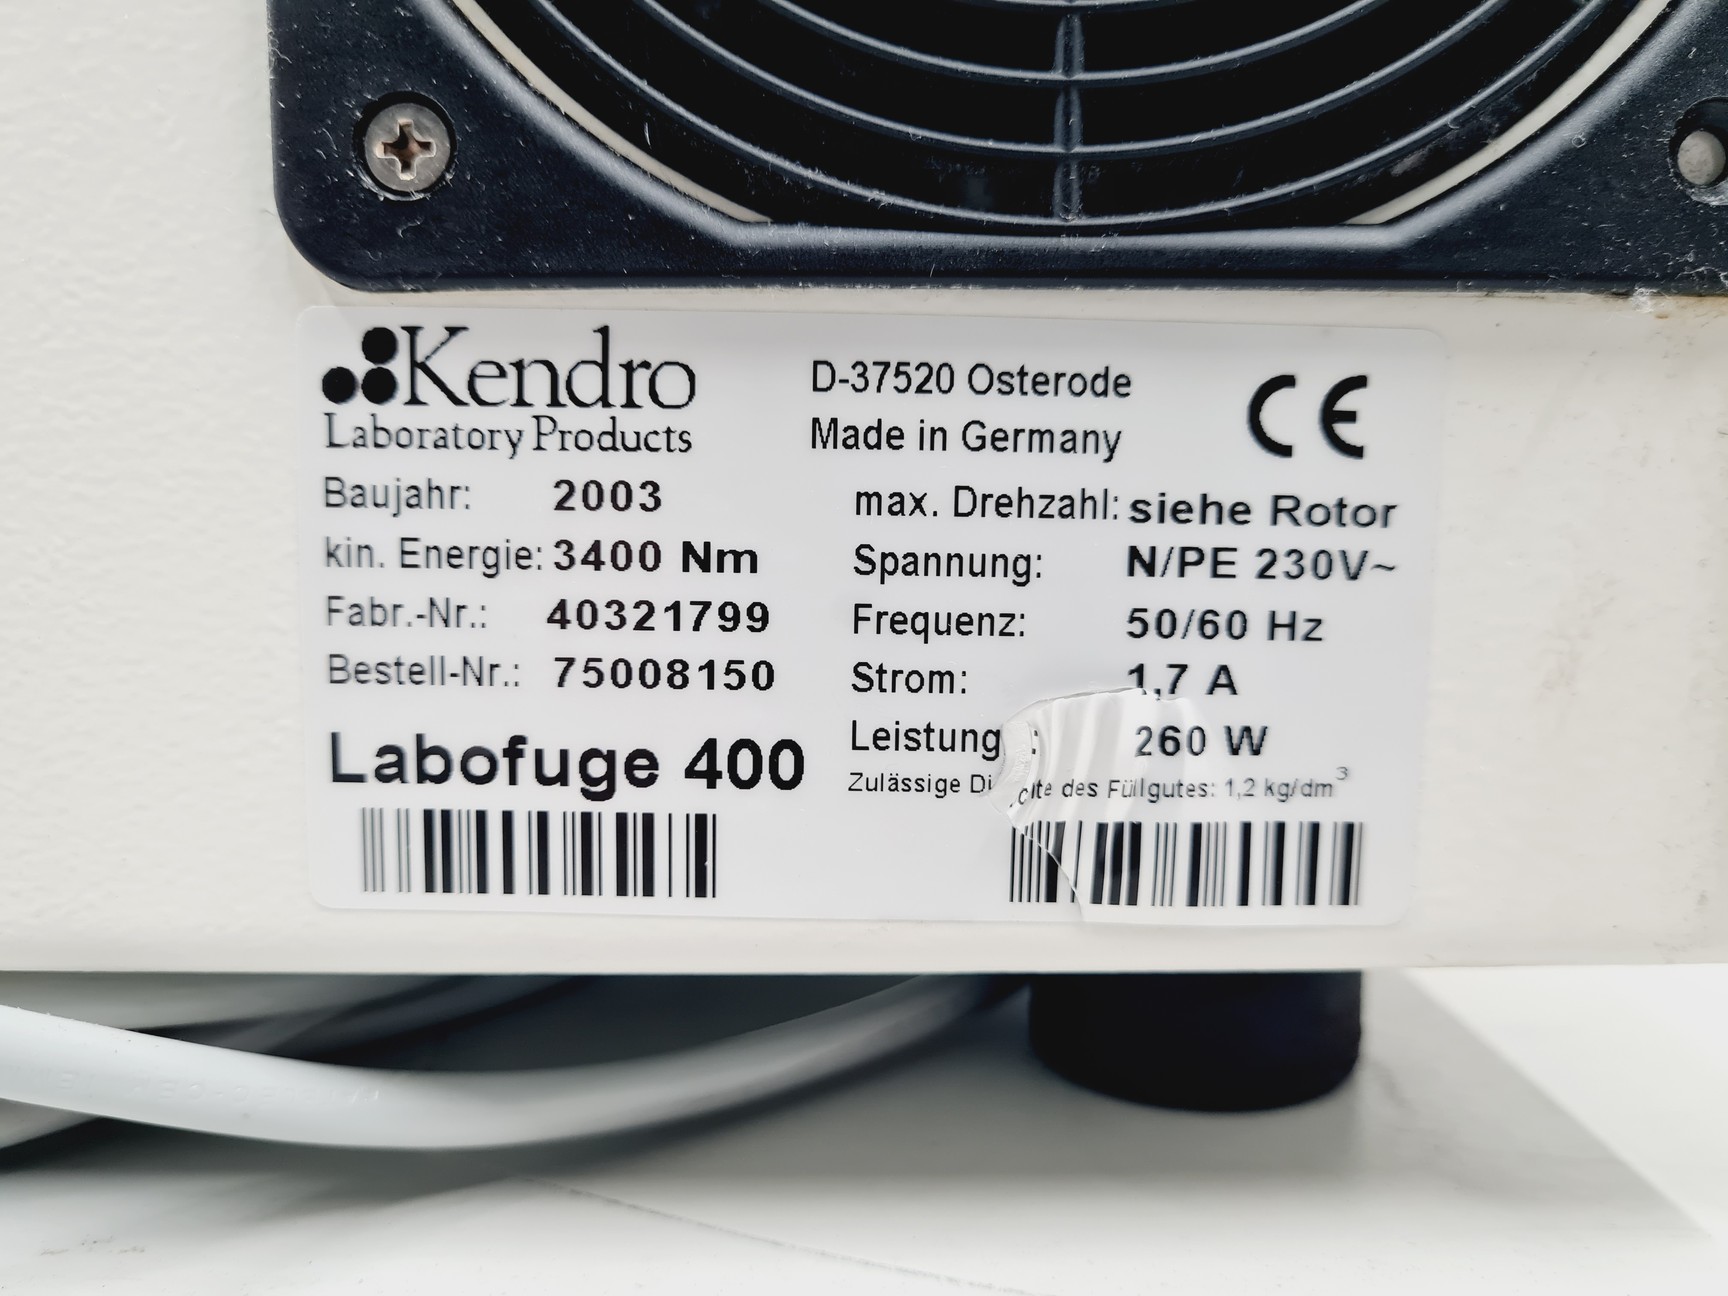 Kendro
Laboratory Products
D-37520 Osterode
Made in Germany
CE
Baujahr: 2003
kin. Energie: 3400 Nm
Fabr.-Nr.: 40321799
Bestell-Nr.: 75008150
Labofuge 400
max. Drehzahl: siehe Rotor
Spannung: N/PE 230V~
Frequenz: 50/60 Hz
Strom: 1,7 A
Leistung: 260 W
Zulässige des Füllgutes: 1,2 kg/dm³